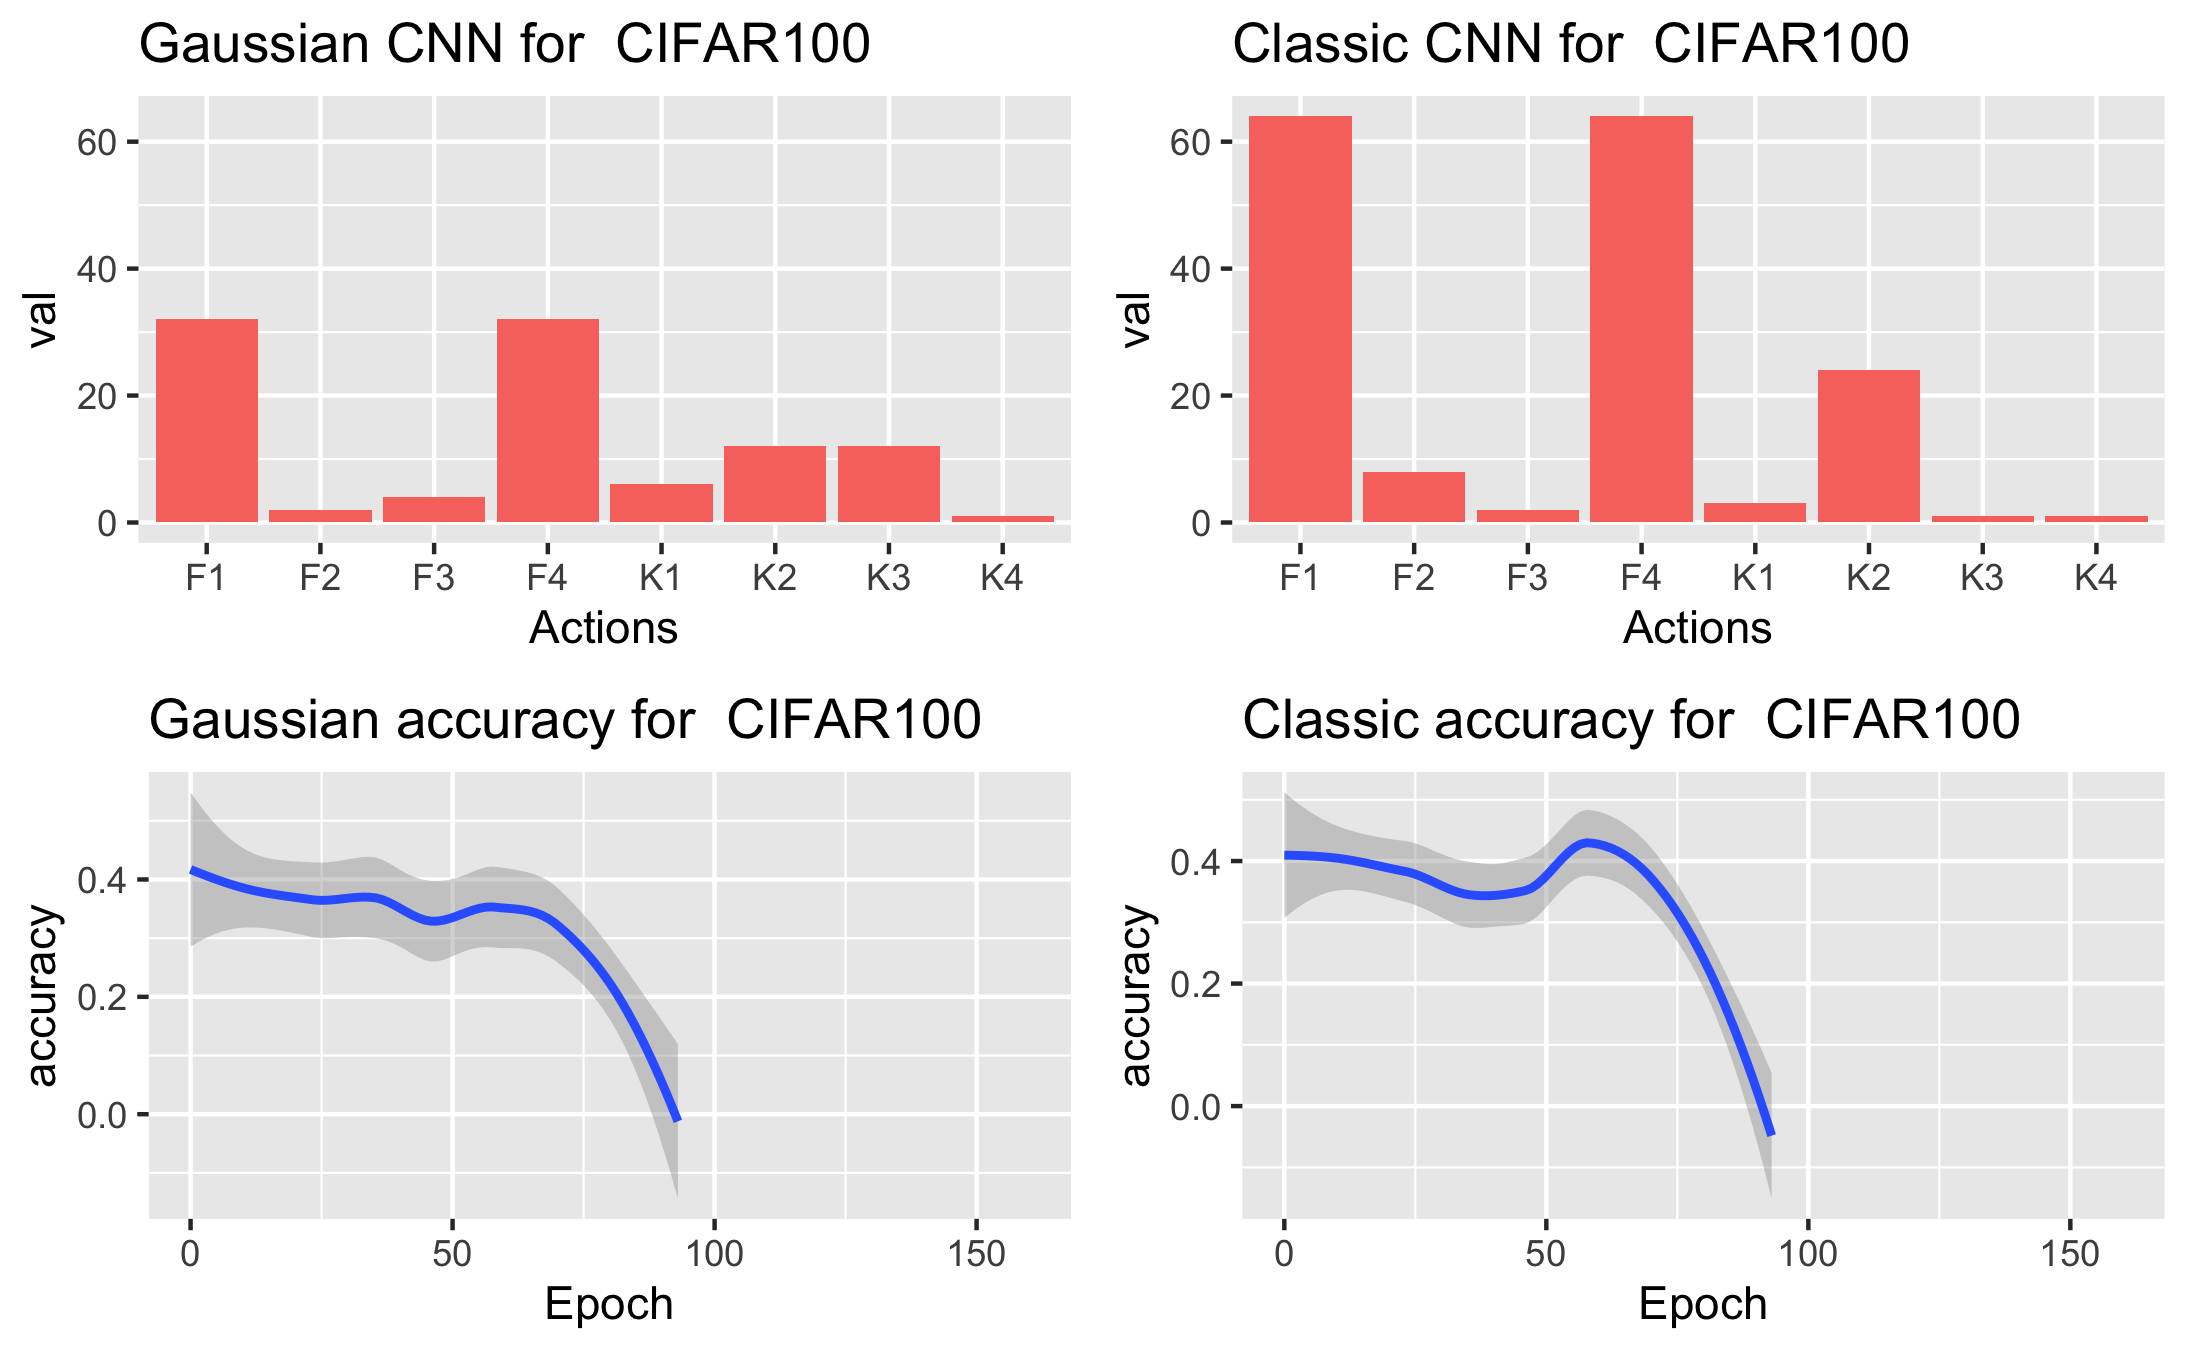 Gaussian CNN for  CIFAR100
val
60
40
20
0
F1 F2 F3 F4 K1 K2 K3 K4
Actions
Classic CNN for  CIFAR100
val
60
40
20
0
F1 F2 F3 F4 K1 K2 K3 K4
Actions
Gaussian accuracy for  CIFAR100
accuracy
0.4
0.2
0.0
0 50 100 150
Epoch
Classic accuracy for  CIFAR100
accuracy
0.4
0.2
0.0
0 50 100 150
Epoch